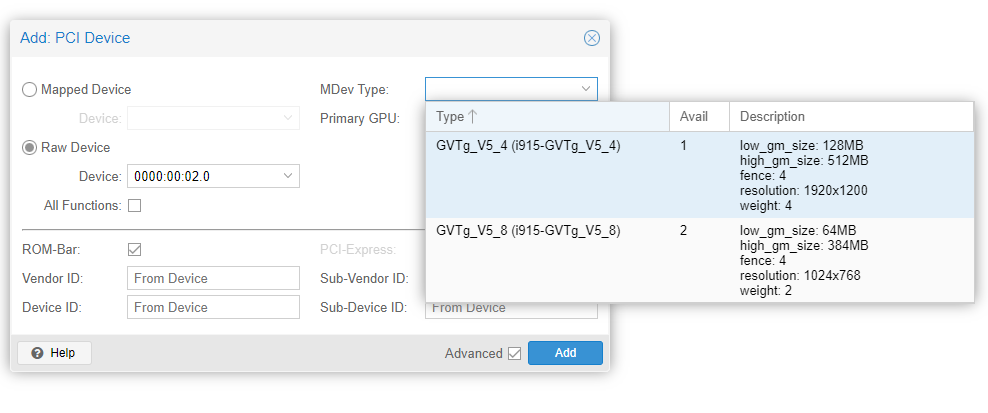 Add: PCI Device
Mapped Device
Device:
Raw Device
Device: 0000:00:02.0
All Functions:
MDev Type:
Primary GPU:
Type Avail Description
GVTg_V5_4 (i915-GVTg_V5_4) 1 low_gm_size: 128MB
high_gm_size: 512MB
fence: 4
resolution: 1920x1200
weight: 4
GVTg_V5_8 (i915-GVTg_V5_8) 2 low_gm_size: 64MB
high_gm_size: 384MB
fence: 4
resolution: 1024x768
weight: 2
ROM-Bar: PCI-Express:
Vendor ID: From Device Sub-Vendor ID:
Device ID: From Device Sub-Device ID: From Device
Help Advanced Add